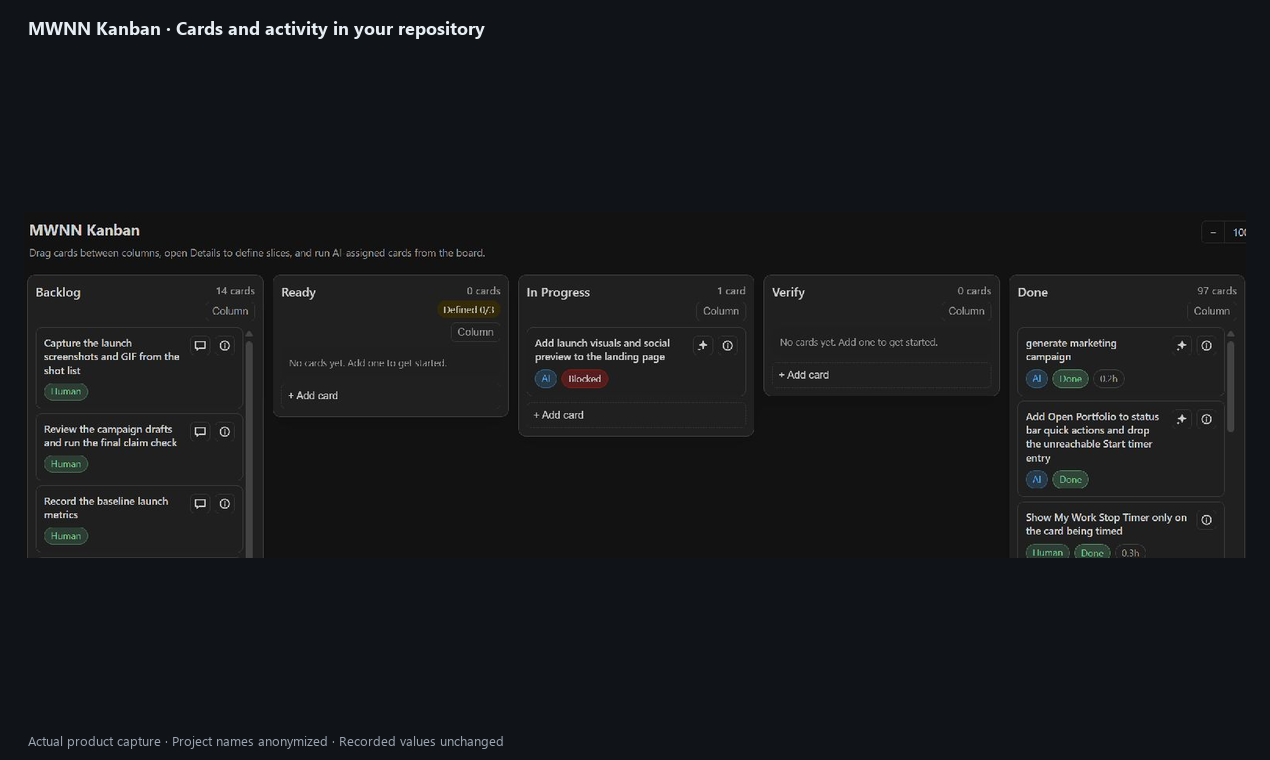 MWNN Kanban · Cards and activity in your repository
MWNN Kanban
− 100
Drag cards between columns, open Details to define slices, and run AI-assigned cards from the board.
Backlog
14 cards
Column
Capture the launch
screenshots and GIF from the
shot list
Human
Review the campaign drafts
and run the final claim check
Human
Record the baseline launch
metrics
Human
Ready
0 cards
Defined 0/3
Column
No cards yet. Add one to get started.
+ Add card
In Progress
1 card
Column
Add launch visuals and social
preview to the landing page
AI Blocked
+ Add card
Verify
0 cards
Column
No cards yet. Add one to get started.
+ Add card
Done
97 cards
Column
generate marketing
campaign
AI Done 0.2h
Add Open Portfolio to status
bar quick actions and drop
the unreachable Start timer
entry
AI Done
Show My Work Stop Timer only on
the card being timed
Human Done 0.3h
Actual product capture · Project names anonymized · Recorded values unchanged